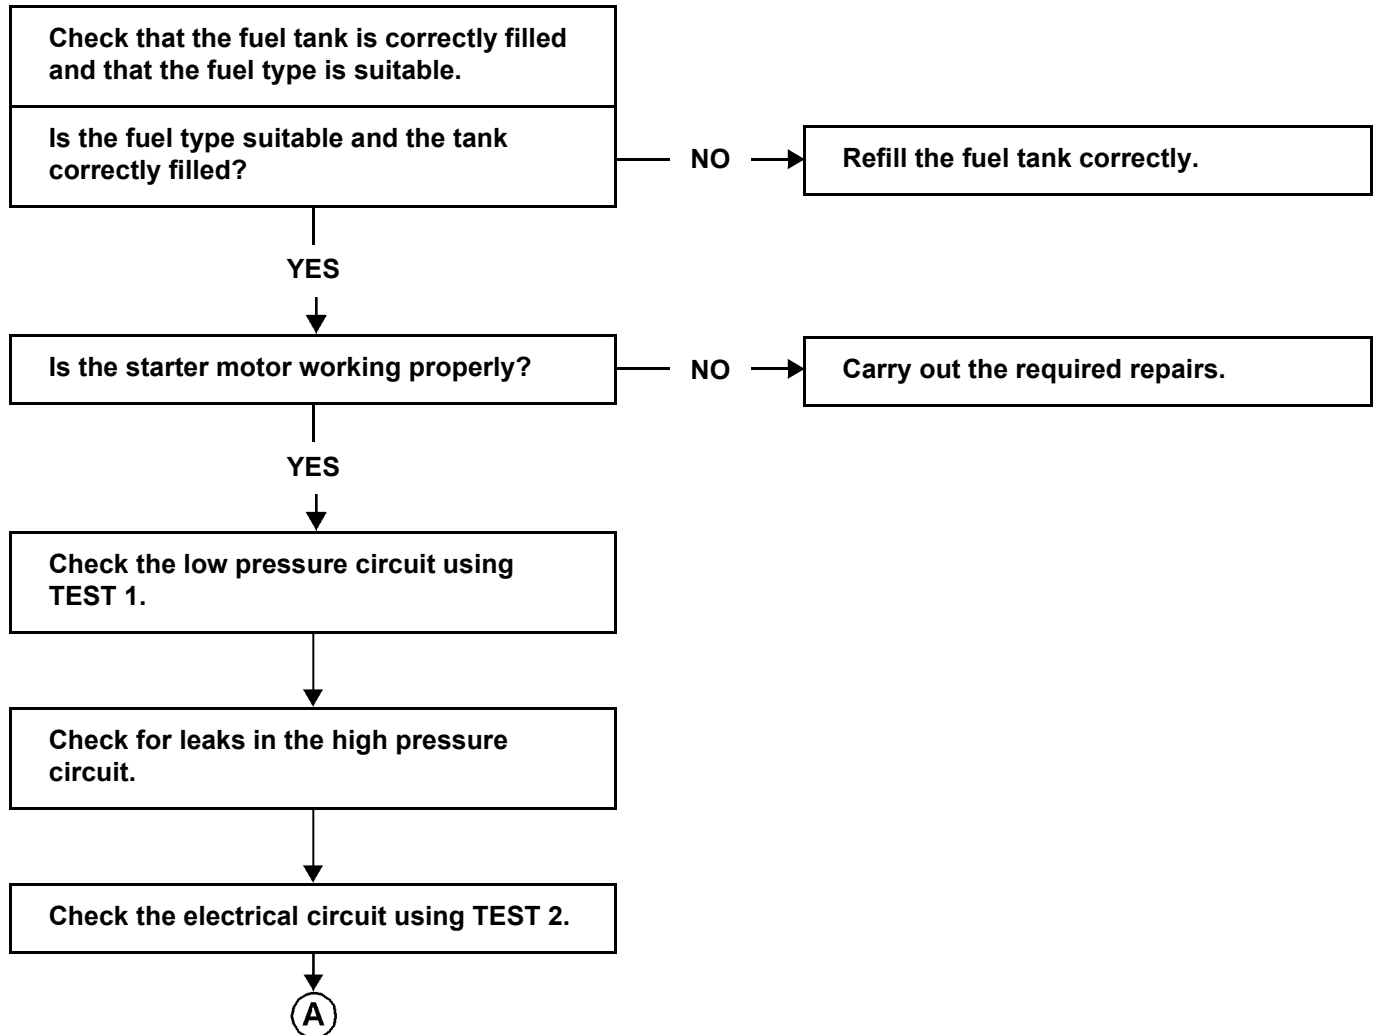 Check that the fuel tank is correctly filled
and that the fuel type is suitable.
Is the fuel type suitable and the tank
correctly filled?
NO
Refill the fuel tank correctly.
YES
Is the starter motor working properly?
NO
Carry out the required repairs.
YES
Check the low pressure circuit using
TEST 1.
Check for leaks in the high pressure
circuit.
Check the electrical circuit using TEST 2.
A